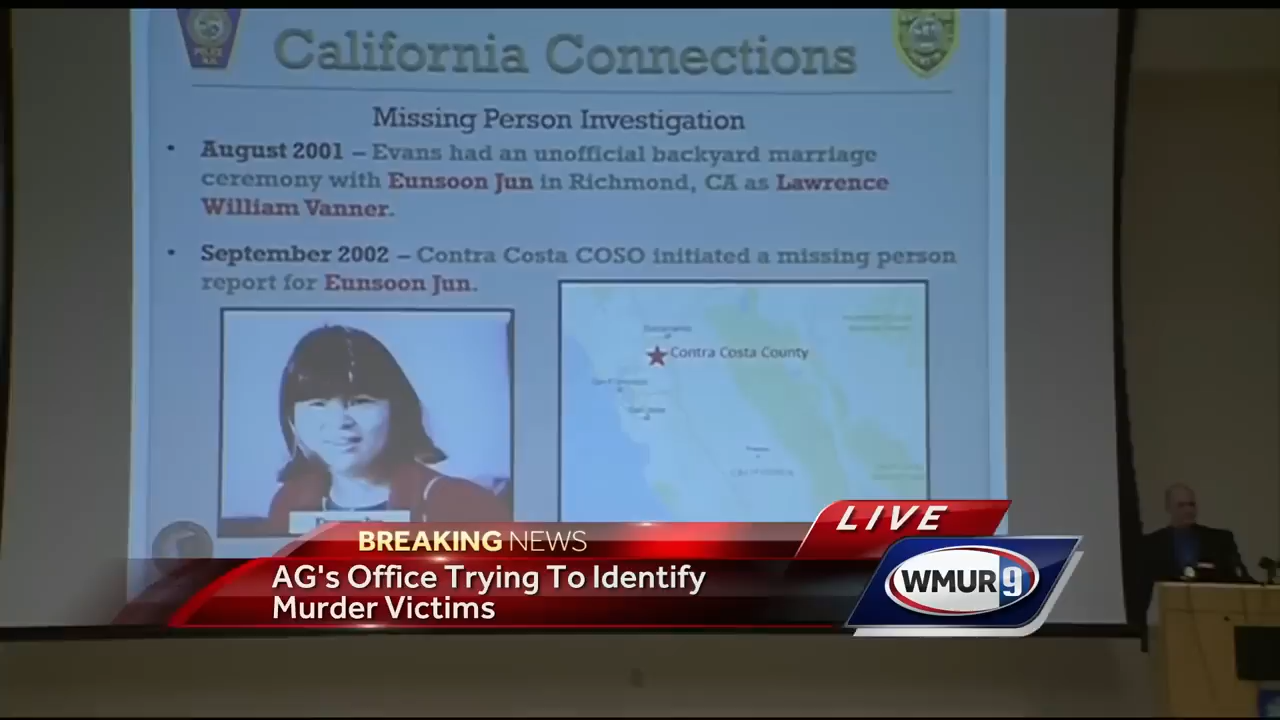 California Connections
Missing Person Investigation
• August 2001 – Evans had an unofficial backyard marriage
ceremony with Eunsoon Jun in Richmond, CA as Lawrence
William Vanner.
• September 2002 – Contra Costa COSO initiated a missing person
report for Eunsoon Jun.
Contra Costa County
LIVE
BREAKING NEWS
WMUR 9
AG's Office Trying To Identify
Murder Victims